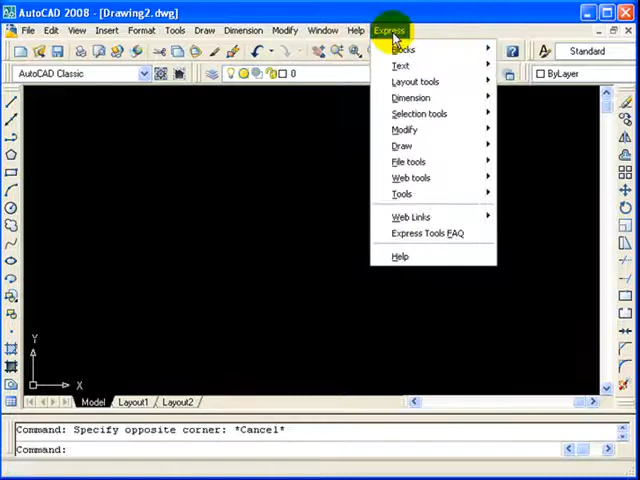 AutoCAD 2008 - [Drawing2.dwg]
File Edit View Insert Format Tools Draw Dimension Modify Window Help Express
Standard
AutoCAD Classic 0 ByLayer
Blocks
Text
Layout tools
Dimension
Selection tools
Modify
Draw
File tools
Web tools
Tools
Web Links
Express Tools FAQ
Help
Y
X
Model Layout1 Layout2
Command: Specify opposite corner: *Cancel*
Command: